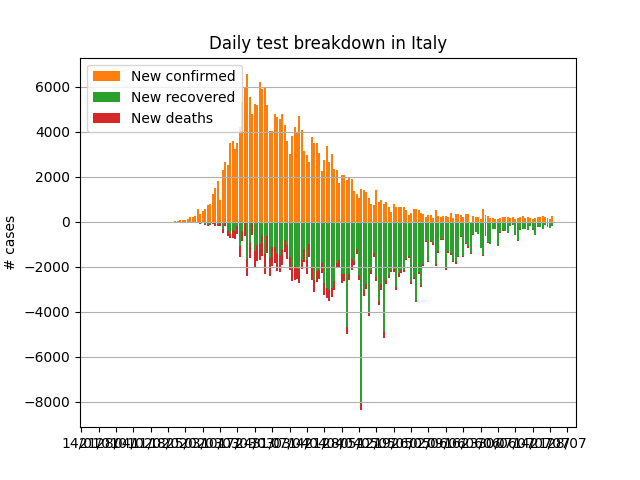 Daily test breakdown in Italy
New confirmed
New recovered
New deaths
# cases
6000
4000
2000
0
−2000
−4000
−6000
−8000